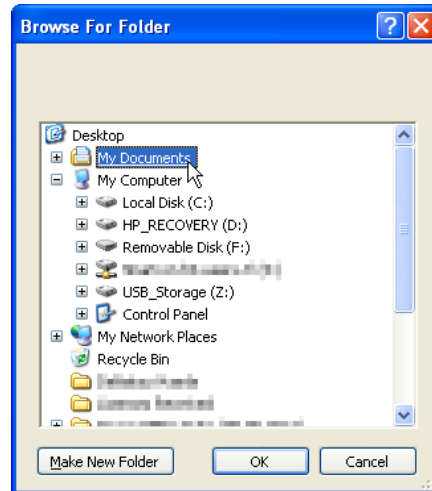 Browse For Folder
Desktop
My Documents
My Computer
Local Disk (C:)
HP_RECOVERY (D:)
Removable Disk (F:)
USB_Storage (Z:)
Control Panel
My Network Places
Recycle Bin
Make New Folder
OK
Cancel